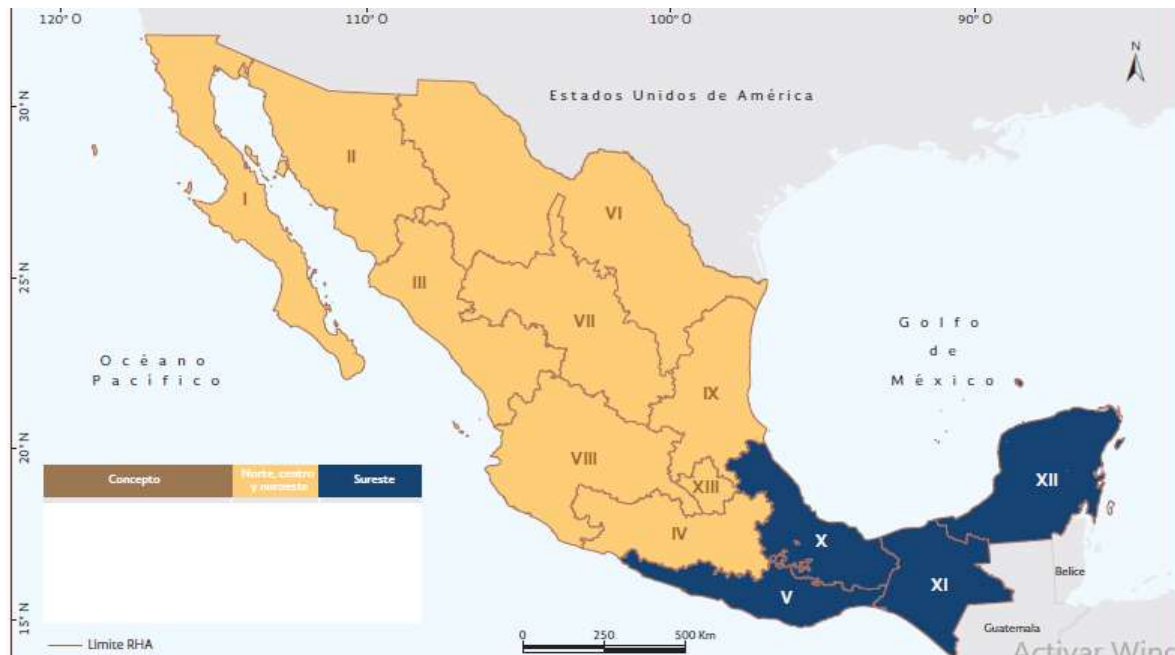 120° O
110° O
100° O
90° O
N
30° N
25° N
20° N
15° N
Estados Unidos de América
Océano
Pacífico
Golfo
de
México
I
II
III
VI
VII
IX
VIII
XIII
IV
X
V
XI
XII
Belice
Guatemala
Concepto
Norte, centro
y noroeste
Sureste
Límite RHA
0
250
500 Km
Activar Wind